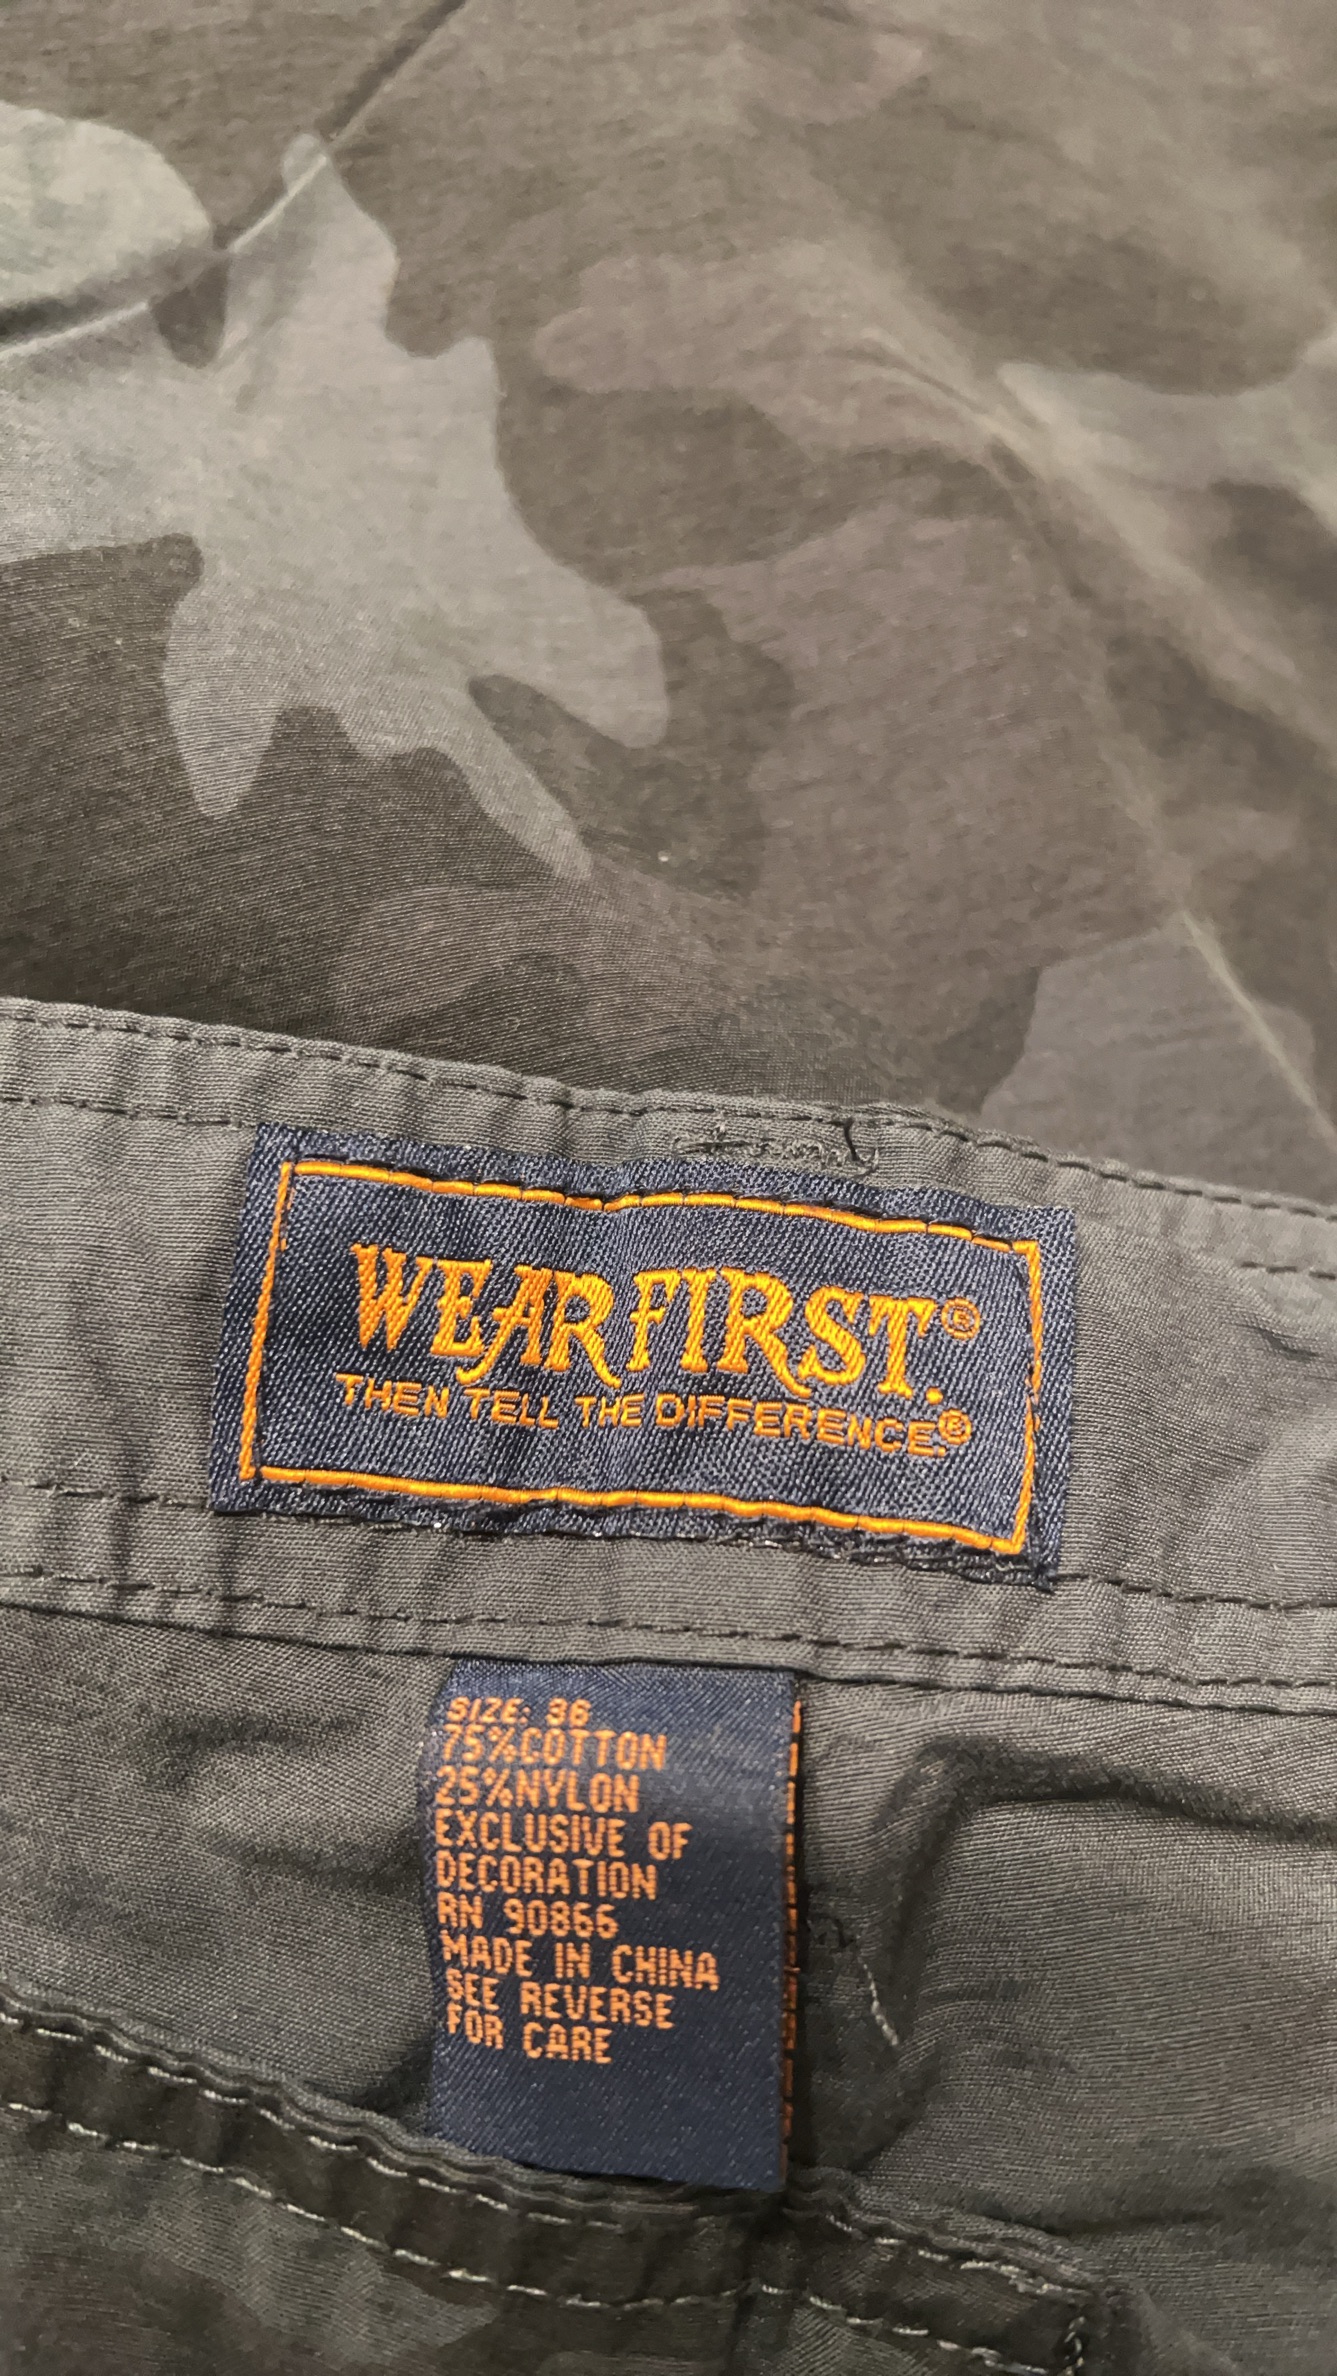 WEARFIRST.®
THEN TELL THE DIFFERENCE.®
SIZE: 36
75%COTTON
25%NYLON
EXCLUSIVE OF
DECORATION
RN 90866
MADE IN CHINA
SEE REVERSE
FOR CARE